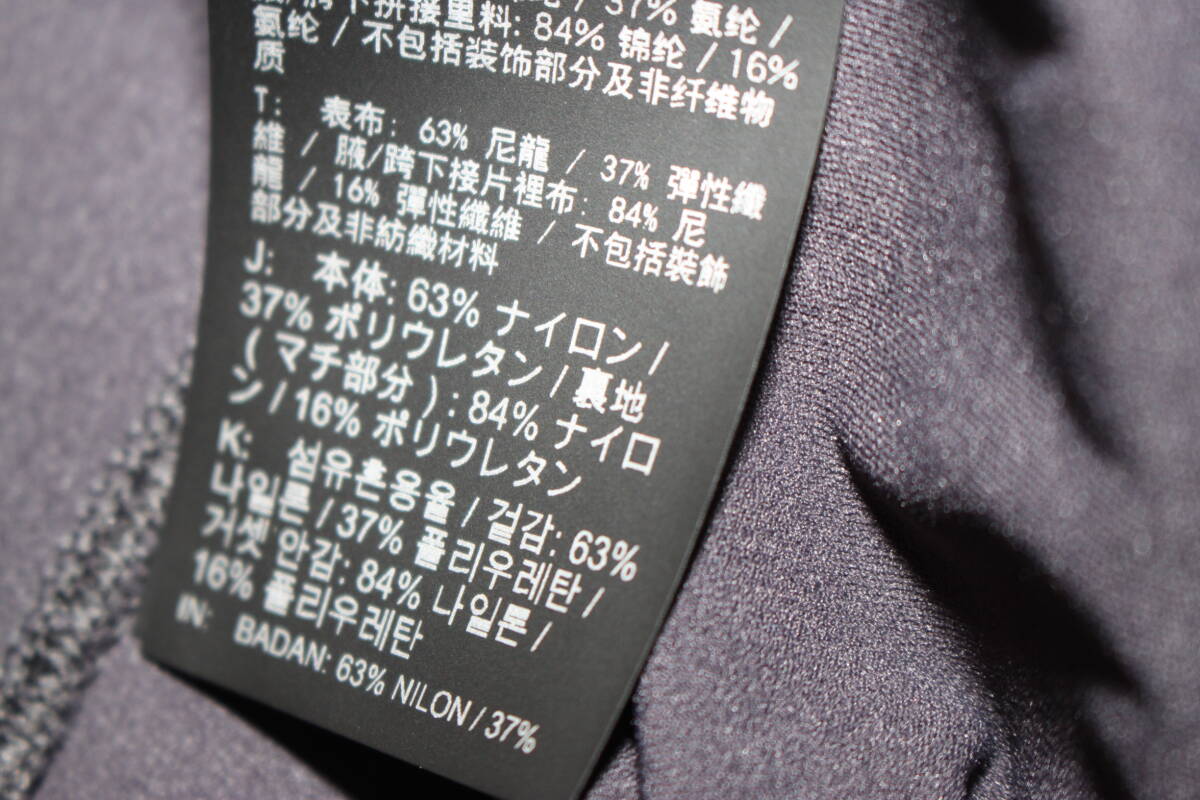 / 37% 氨纶 /
下拼接里料: 84% 锦纶 / 16%
氨纶 / 不包括装饰部分及非纤维物
质
T: 表布: 63% 尼龍 / 37% 彈性纖
維 / 腋/跨下接片裡布: 84% 尼
龍 / 16% 彈性纖維 / 不包括裝飾
部分及非紡織材料
J: 本体: 63% ナイロン /
37% ポリウレタン / 裏地
( マチ部分 ): 84% ナイロ
ン / 16% ポリウレタン
K: 섬유혼용율 / 겉감: 63%
나일론 / 37% 폴리우레탄 /
거셋 안감: 84% 나일론 /
16% 폴리우레탄
IN: BADAN: 63% NILON / 37%